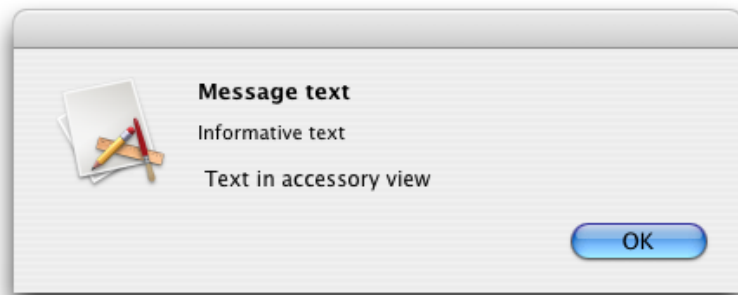 Message text
Informative text
Text in accessory view
OK